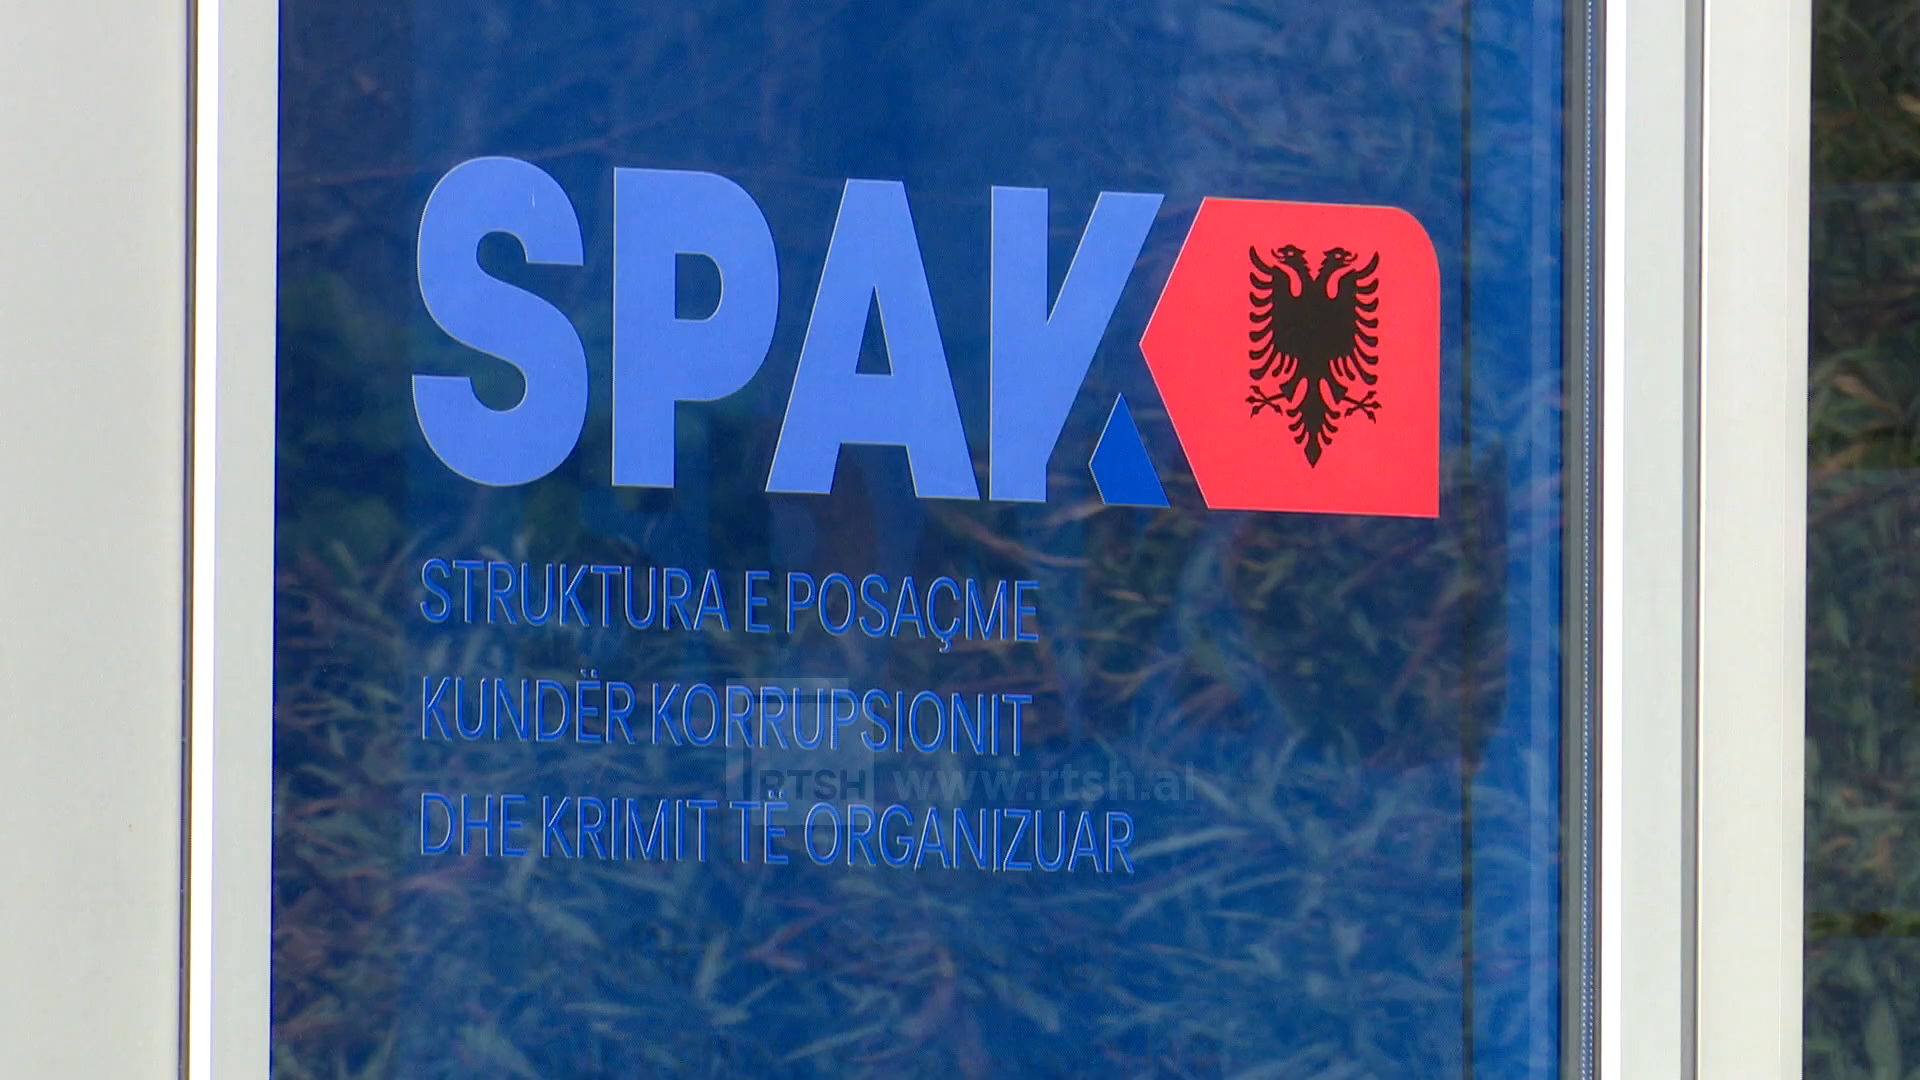 SPAK
STRUKTURA E POSAÇME
KUNDËR KORRUPSIONIT
RTSH www.rtsh.al
DHE KRIMIT TË ORGANIZUAR